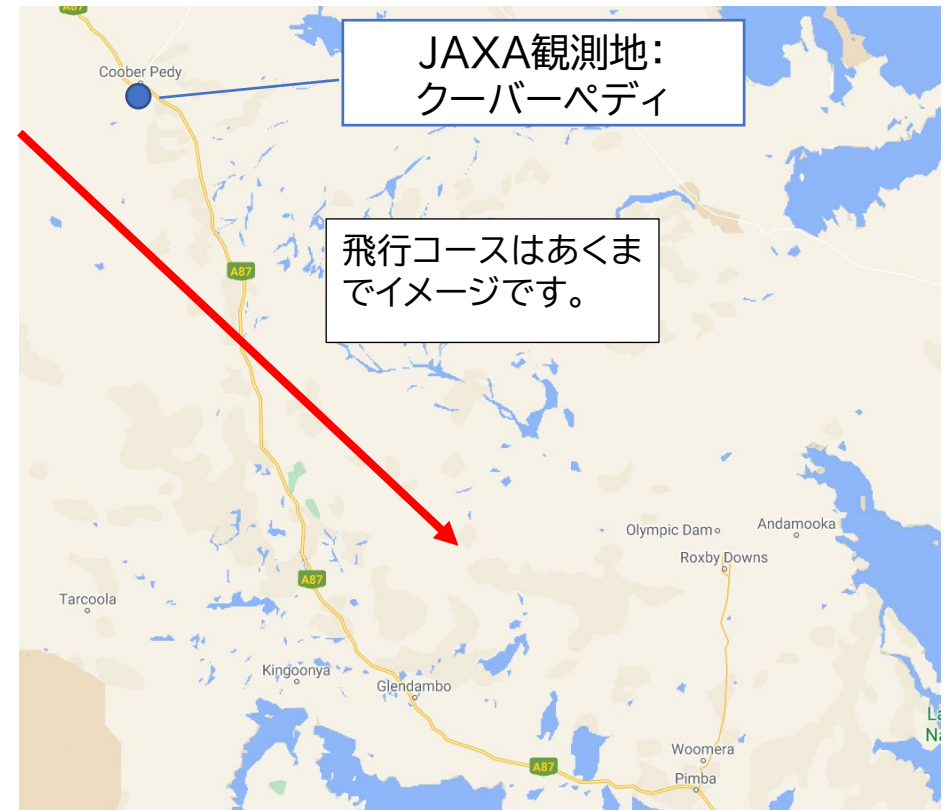 A87
JAXA観測地：
クーバーペディ
Coober Pedy
飛行コースはあくま
でイメージです。
A87
Olympic Dam
Andamooka
Roxby Downs
A87
Tarcoola
Kingoonya
Glendambo
La
Na
Woomera
A87
Pimba